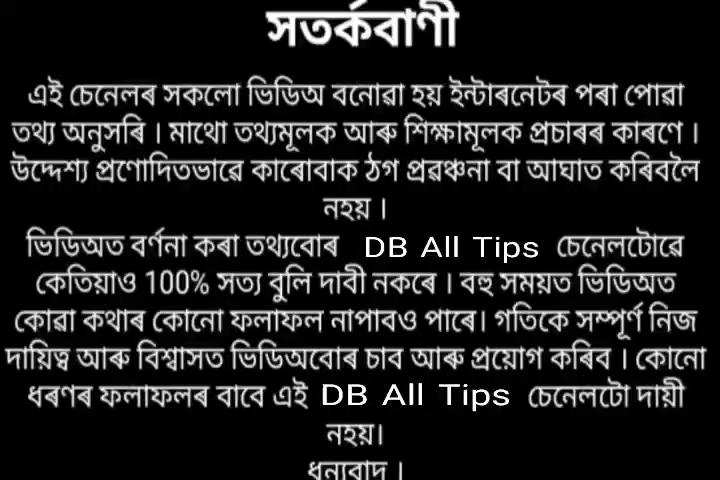 সতৰ্কবাণী
এই চেনেলৰ সকলো ভিডিঅ বনোৱা হয় ইন্টাৰনেটৰ পৰা পোৱা
তথ্য অনুসৰি । মাথো তথ্যমূলক আৰু শিক্ষামূলক প্ৰচাৰৰ কাৰণে ।
উদ্দেশ্য প্ৰণোদিতভাৱে কাৰোবাক ঠগ প্ৰৱঞ্চনা বা আঘাত কৰিবলৈ
নহয় ।
ভিডিঅত বৰ্ণনা কৰা তথ্যবোৰ DB All Tips চেনেলটোৱে
কেতিয়াও 100% সত্য বুলি দাবী নকৰে । বহু সময়ত ভিডিঅত
কোৱা কথাৰ কোনো ফলাফল নাপাবও পাৰে। গতিকে সম্পূৰ্ণ নিজ
দায়িত্ব আৰু বিশ্বাসত ভিডিঅবোৰ চাব আৰু প্ৰয়োগ কৰিব । কোনো
ধৰণৰ ফলাফলৰ বাবে এই DB All Tips চেনেলটো দায়ী
নহয়।
ধন্যবাদ ।